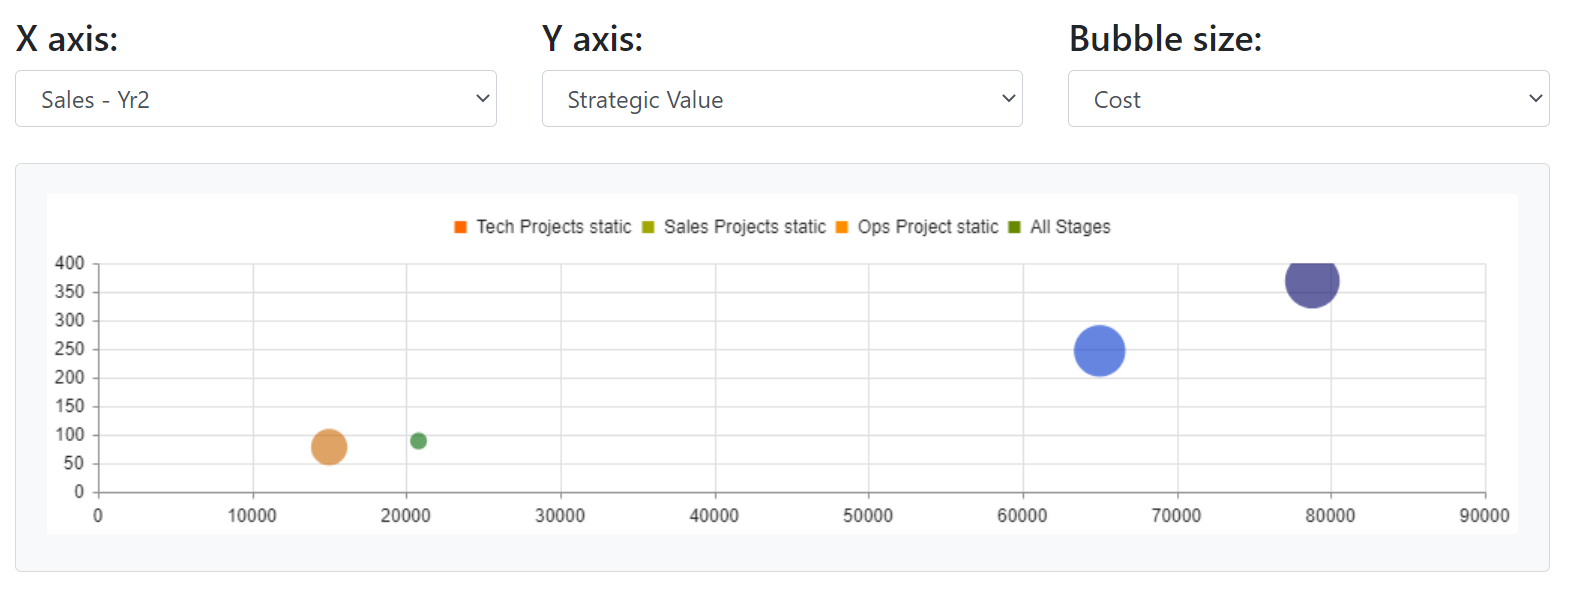 X axis: Y axis: Bubble size:
Sales - Yr2 Strategic Value Cost
Tech Projects static Sales Projects static Ops Project static All Stages
400
350
300
250
200
150
100
50
0
0 10000 20000 30000 40000 50000 60000 70000 80000 90000